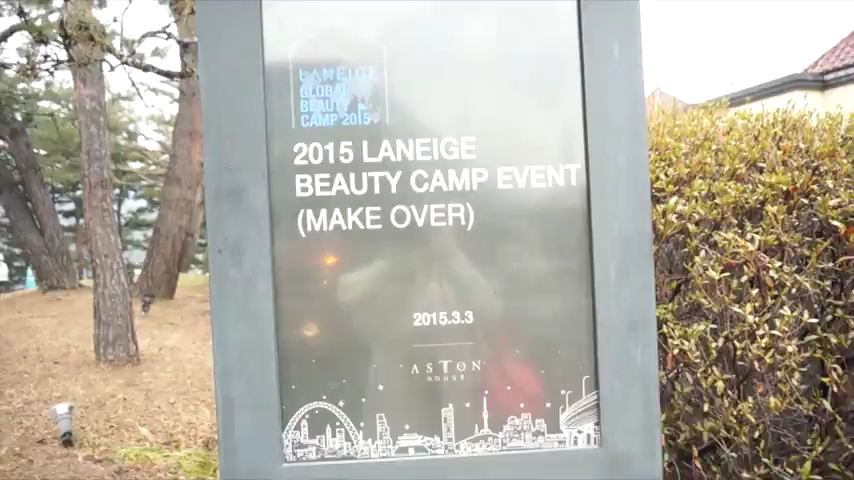 LANEIGE
GLOBAL
BEAUTY
CAMP 2015
2015 LANEIGE
BEAUTY CAMP EVENT
(MAKE OVER)
2015.3.3
ASTON
HOUSE